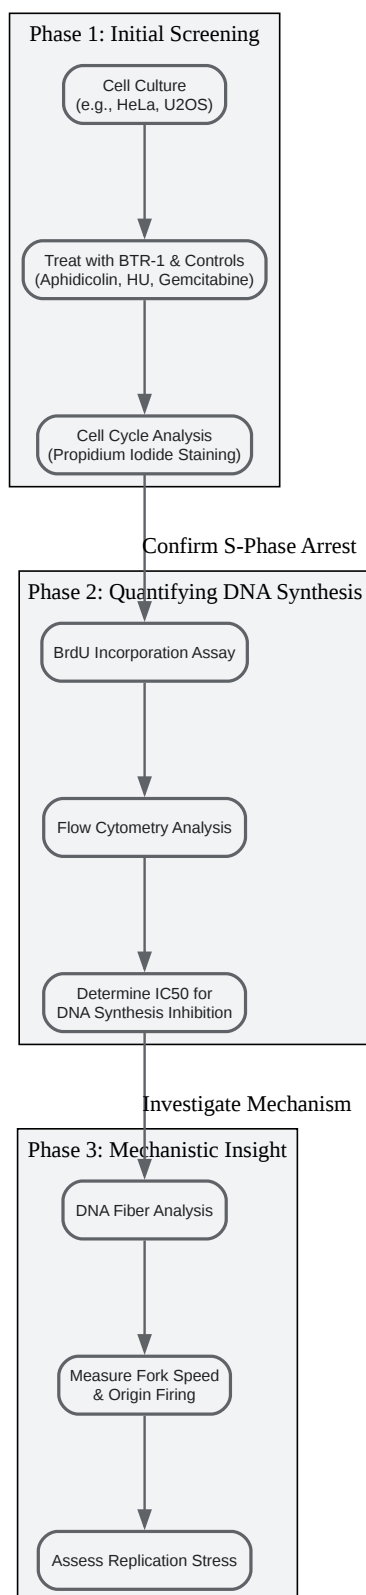 Phase 1: Initial Screening
Cell Culture
(e.g., HeLa, U2OS)
Treat with BTR-1 & Controls
(Aphidicolin, HU, Gemcitabine)
Cell Cycle Analysis
(Propidium Iodide Staining)
Confirm S-Phase Arrest
Phase 2: Quantifying DNA Synthesis
BrdU Incorporation Assay
Flow Cytometry Analysis
Determine IC50 for
DNA Synthesis Inhibition
Investigate Mechanism
Phase 3: Mechanistic Insight
DNA Fiber Analysis
Measure Fork Speed
& Origin Firing
Assess Replication Stress